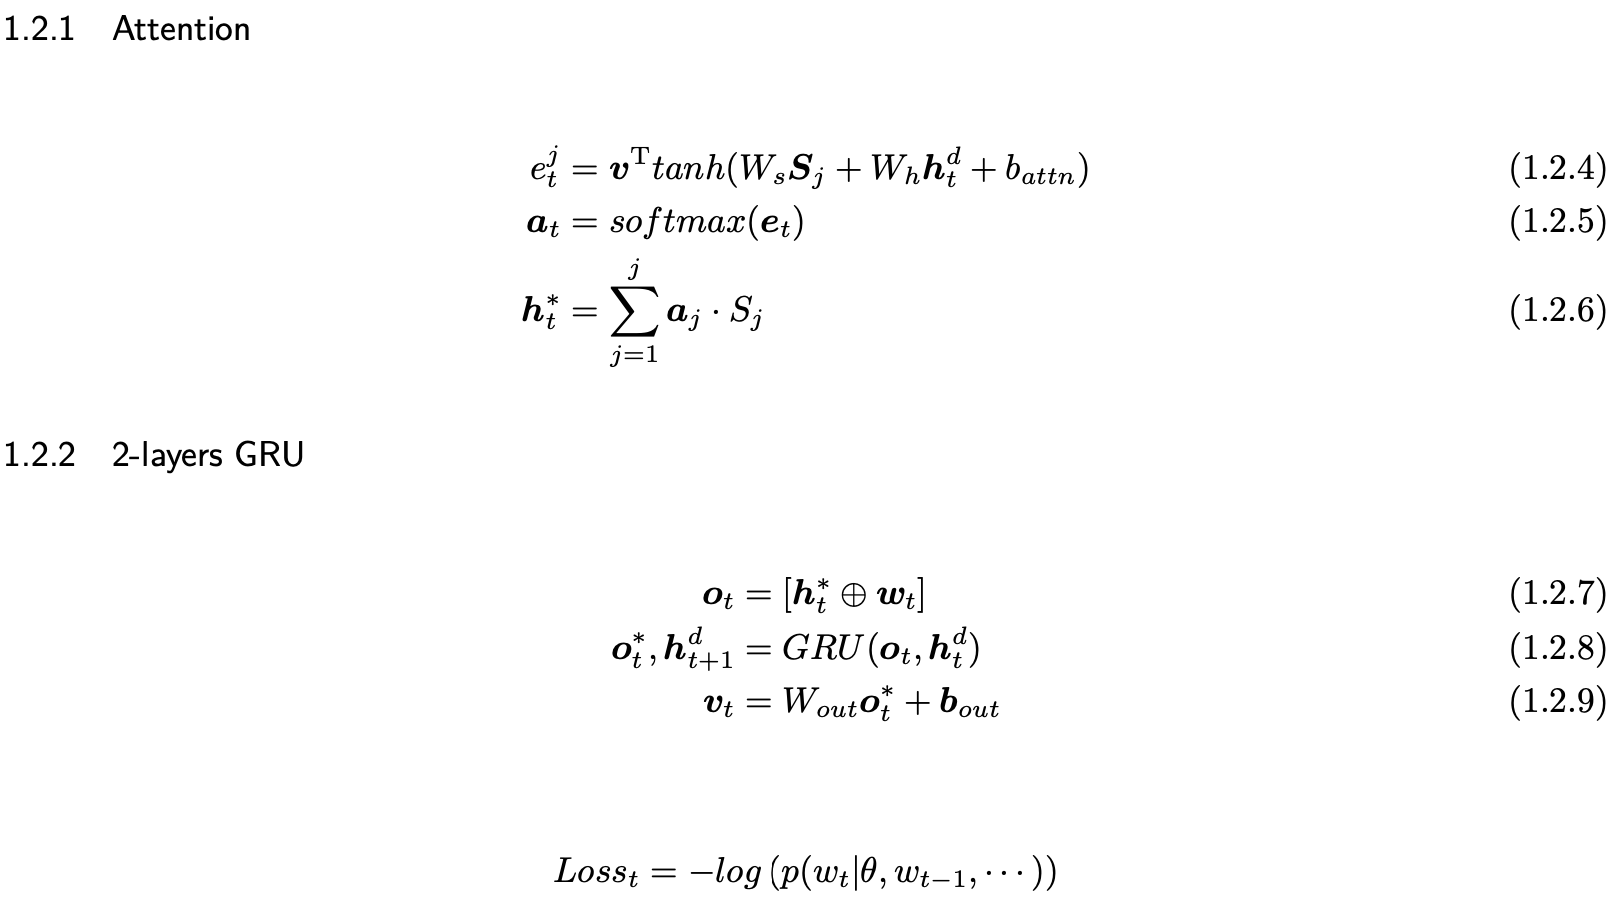 1.2.1 Attention
$e_t^j = \boldsymbol{v}^{\mathrm{T}} tanh(W_s \boldsymbol{S}_j + W_h \boldsymbol{h}_t^d + b_{attn})$ (1.2.4)
$\boldsymbol{a}_t = softmax(\boldsymbol{e}_t)$ (1.2.5)
$\boldsymbol{h}_t^* = \sum_{j=1}^{j} \boldsymbol{a}_j \cdot S_j$ (1.2.6)
1.2.2 2-layers GRU
$\boldsymbol{o}_t = [\boldsymbol{h}_t^* \oplus \boldsymbol{w}_t]$ (1.2.7)
$\boldsymbol{o}_t^*, \boldsymbol{h}_{t+1}^d = GRU(\boldsymbol{o}_t, \boldsymbol{h}_t^d)$ (1.2.8)
$\boldsymbol{v}_t = W_{out} \boldsymbol{o}_t^* + \boldsymbol{b}_{out}$ (1.2.9)
$Loss_t = -log\,(p(w_t|\theta, w_{t-1}, \cdots))$